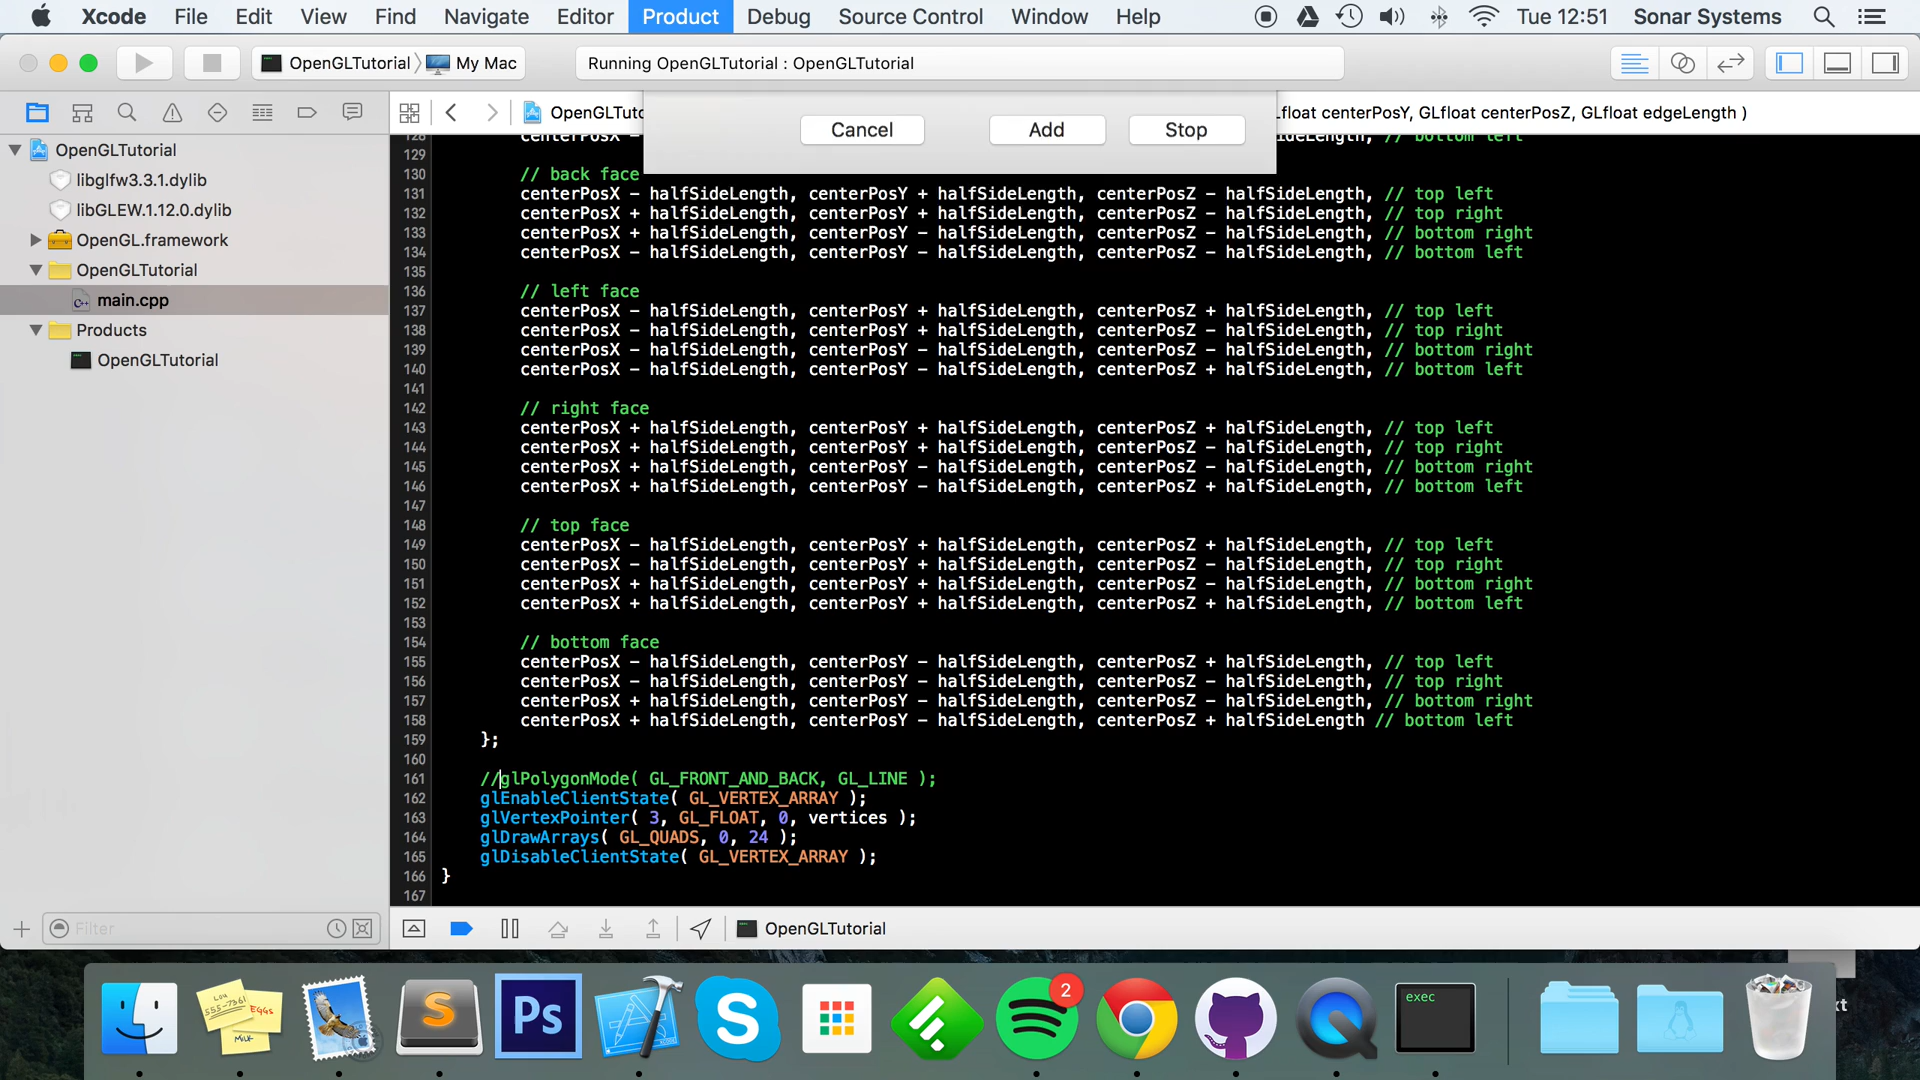 Xcode File Edit View Find Navigate Editor Product Debug Source Control Window Help Tue 12:51 Sonar Systems
OpenGLTutorial My Mac Running OpenGLTutorial : OpenGLTutorial
OpenGLTuto
float centerPosY, GLfloat centerPosZ, GLfloat edgeLength )
Cancel Add Stop
OpenGLTutorial
libglfw3.3.1.dylib
libGLEW.1.12.0.dylib
OpenGL.framework
OpenGLTutorial
main.cpp
Products
OpenGLTutorial
128 // bottom left
129
130 // back face
131 centerPosX - halfSideLength, centerPosY + halfSideLength, centerPosZ - halfSideLength, // top left
132 centerPosX + halfSideLength, centerPosY + halfSideLength, centerPosZ - halfSideLength, // top right
133 centerPosX + halfSideLength, centerPosY - halfSideLength, centerPosZ - halfSideLength, // bottom right
134 centerPosX - halfSideLength, centerPosY - halfSideLength, centerPosZ - halfSideLength, // bottom left
135
136 // left face
137 centerPosX - halfSideLength, centerPosY + halfSideLength, centerPosZ + halfSideLength, // top left
138 centerPosX - halfSideLength, centerPosY + halfSideLength, centerPosZ - halfSideLength, // top right
139 centerPosX - halfSideLength, centerPosY - halfSideLength, centerPosZ - halfSideLength, // bottom right
140 centerPosX - halfSideLength, centerPosY - halfSideLength, centerPosZ + halfSideLength, // bottom left
141
142 // right face
143 centerPosX + halfSideLength, centerPosY + halfSideLength, centerPosZ + halfSideLength, // top left
144 centerPosX + halfSideLength, centerPosY + halfSideLength, centerPosZ - halfSideLength, // top right
145 centerPosX + halfSideLength, centerPosY - halfSideLength, centerPosZ - halfSideLength, // bottom right
146 centerPosX + halfSideLength, centerPosY - halfSideLength, centerPosZ + halfSideLength, // bottom left
147
148 // top face
149 centerPosX - halfSideLength, centerPosY + halfSideLength, centerPosZ + halfSideLength, // top left
150 centerPosX - halfSideLength, centerPosY + halfSideLength, centerPosZ - halfSideLength, // top right
151 centerPosX + halfSideLength, centerPosY + halfSideLength, centerPosZ - halfSideLength, // bottom right
152 centerPosX + halfSideLength, centerPosY + halfSideLength, centerPosZ + halfSideLength, // bottom left
153
154 // bottom face
155 centerPosX - halfSideLength, centerPosY - halfSideLength, centerPosZ + halfSideLength, // top left
156 centerPosX - halfSideLength, centerPosY - halfSideLength, centerPosZ - halfSideLength, // top right
157 centerPosX + halfSideLength, centerPosY - halfSideLength, centerPosZ - halfSideLength, // bottom right
158 centerPosX + halfSideLength, centerPosY - halfSideLength, centerPosZ + halfSideLength // bottom left
159 };
160
161 //glPolygonMode( GL_FRONT_AND_BACK, GL_LINE );
162 glEnableClientState( GL_VERTEX_ARRAY );
163 glVertexPointer( 3, GL_FLOAT, 0, vertices );
164 glDrawArrays( GL_QUADS, 0, 24 );
165 glDisableClientState( GL_VERTEX_ARRAY );
166 }
167
Filter
OpenGLTutorial
LOU
555-7361
EGGS
MILK
S
Ps
S
2
exec
xt